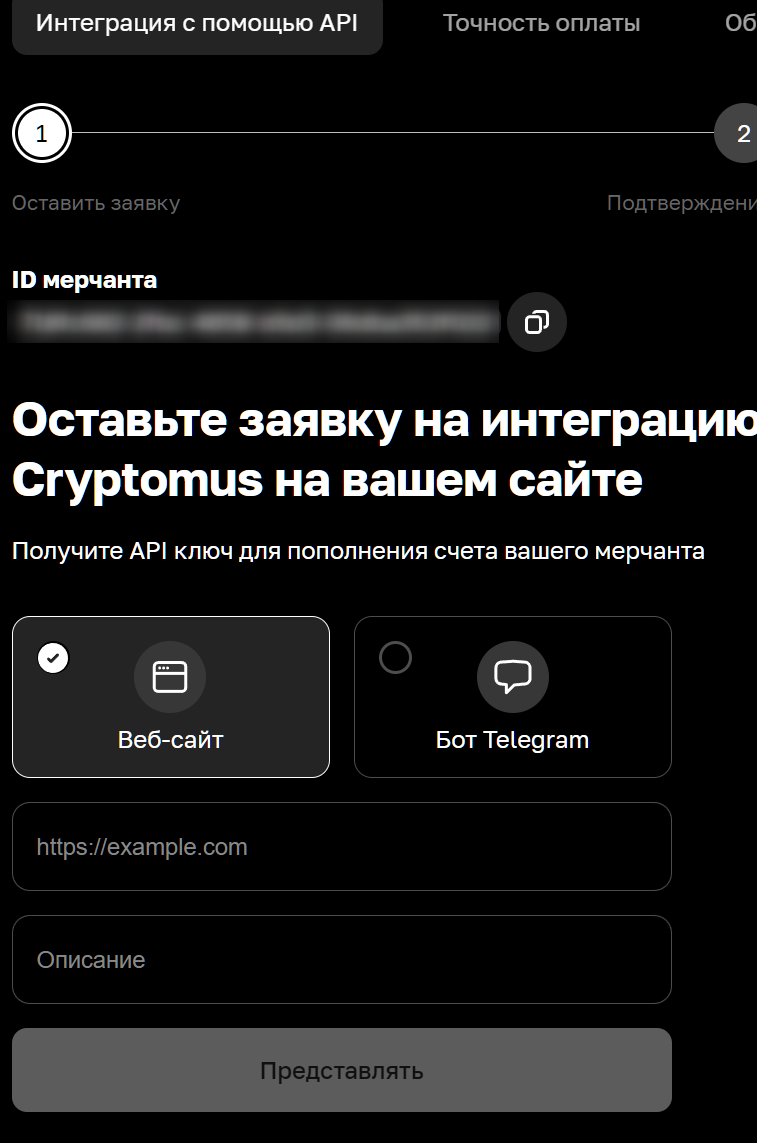 Интеграция с помощью API
Точность оплаты
Об
1
2
Оставить заявку
Подтверждени
ID мерчанта
Оставьте заявку на интеграцию
Cryptomus на вашем сайте
Получите API ключ для пополнения счета вашего мерчанта
Веб-сайт
Бот Telegram
https://example.com
Описание
Представлять